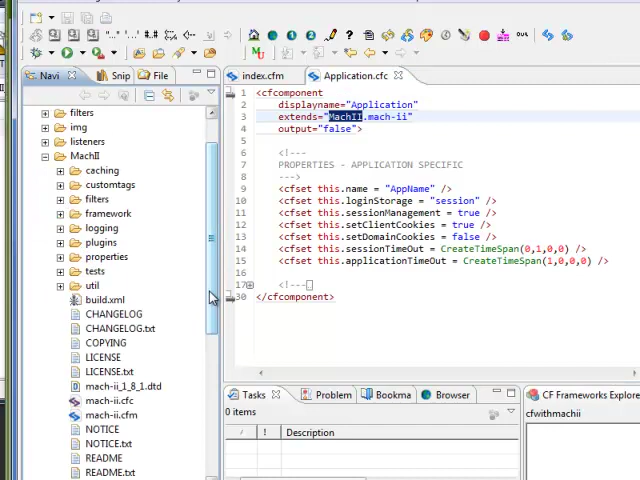 Navi
Snip
File
index.cfm
Application.cfc
filters
img
listeners
MachII
caching
customtags
filters
framework
logging
plugins
properties
tests
util
build.xml
CHANGELOG
CHANGELOG.txt
COPYING
LICENSE
LICENSE.txt
mach-ii_1_8_1.dtd
mach-ii.cfc
mach-ii.cfm
NOTICE
NOTICE.txt
README
README.txt
1 <cfcomponent
2 displayname="Application"
3 extends="MachII.mach-ii"
4 output="false">
5
6 <!---
7 PROPERTIES - APPLICATION SPECIFIC
8 --->
9 <cfset this.name = "AppName" />
10 <cfset this.loginStorage = "session" />
11 <cfset this.sessionManagement = true />
12 <cfset this.setClientCookies = true />
13 <cfset this.setDomainCookies = false />
14 <cfset this.sessionTimeOut = CreateTimeSpan(0,1,0,0) />
15 <cfset this.applicationTimeOut = CreateTimeSpan(1,0,0,0) />
16
17 <!---
30 </cfcomponent>
Tasks
Problem
Bookma
Browser
0 items
! Description
CF Frameworks Explore
cfwithmachii